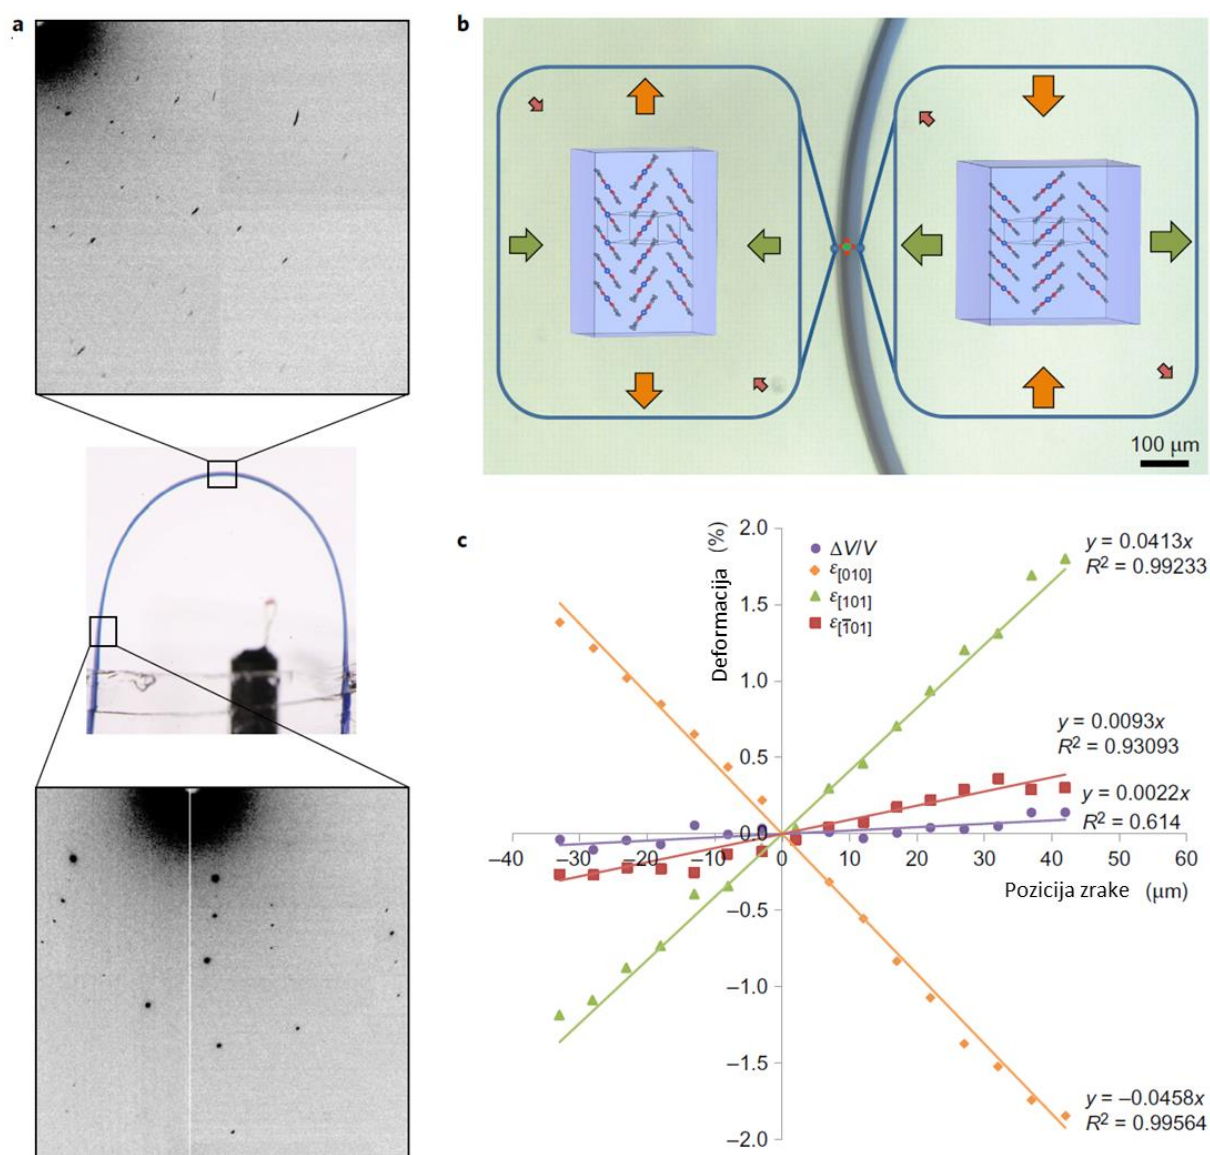 a
b
100 μm
c
Deformacija (%)
2.0
1.5
1.0
0.5
0.0
−0.5
−1.0
−1.5
−2.0
ΔV/V
ε[010]
ε[101]
ε[1̅01]
y = 0.0413x
R² = 0.99233
y = 0.0093x
R² = 0.93093
y = 0.0022x
R² = 0.614
−40 −30 −20 −10 10 20 30 40 50 60
Pozicija zrake (μm)
y = −0.0458x
R² = 0.99564